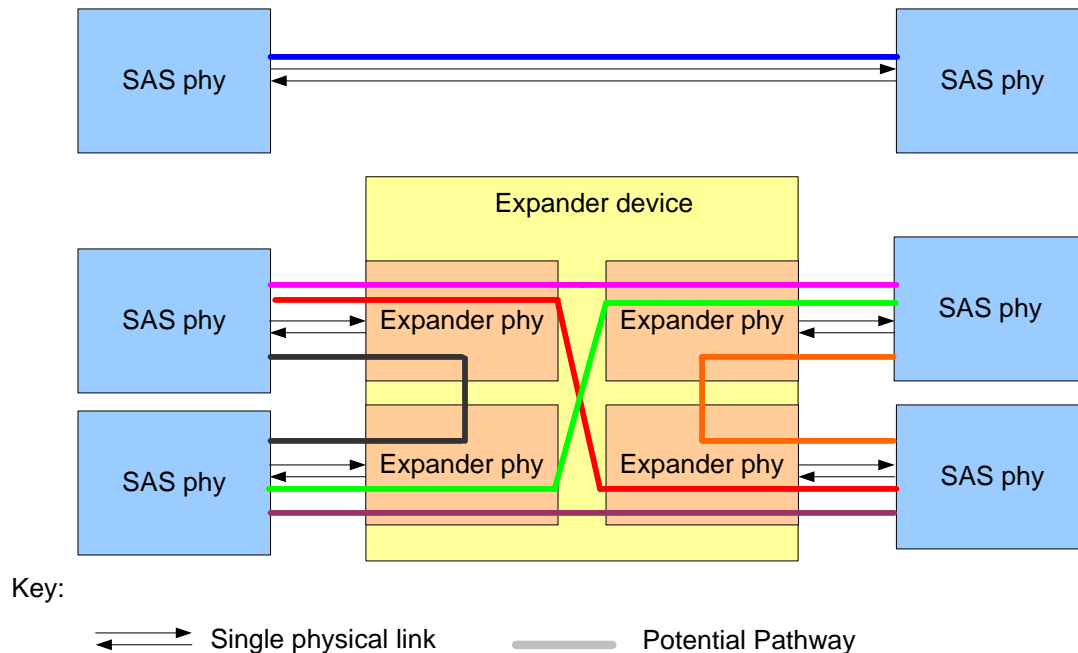 SAS phy
SAS phy
Expander device
SAS phy
Expander phy
Expander phy
SAS phy
SAS phy
Expander phy
Expander phy
SAS phy
Key:
Single physical link
Potential Pathway